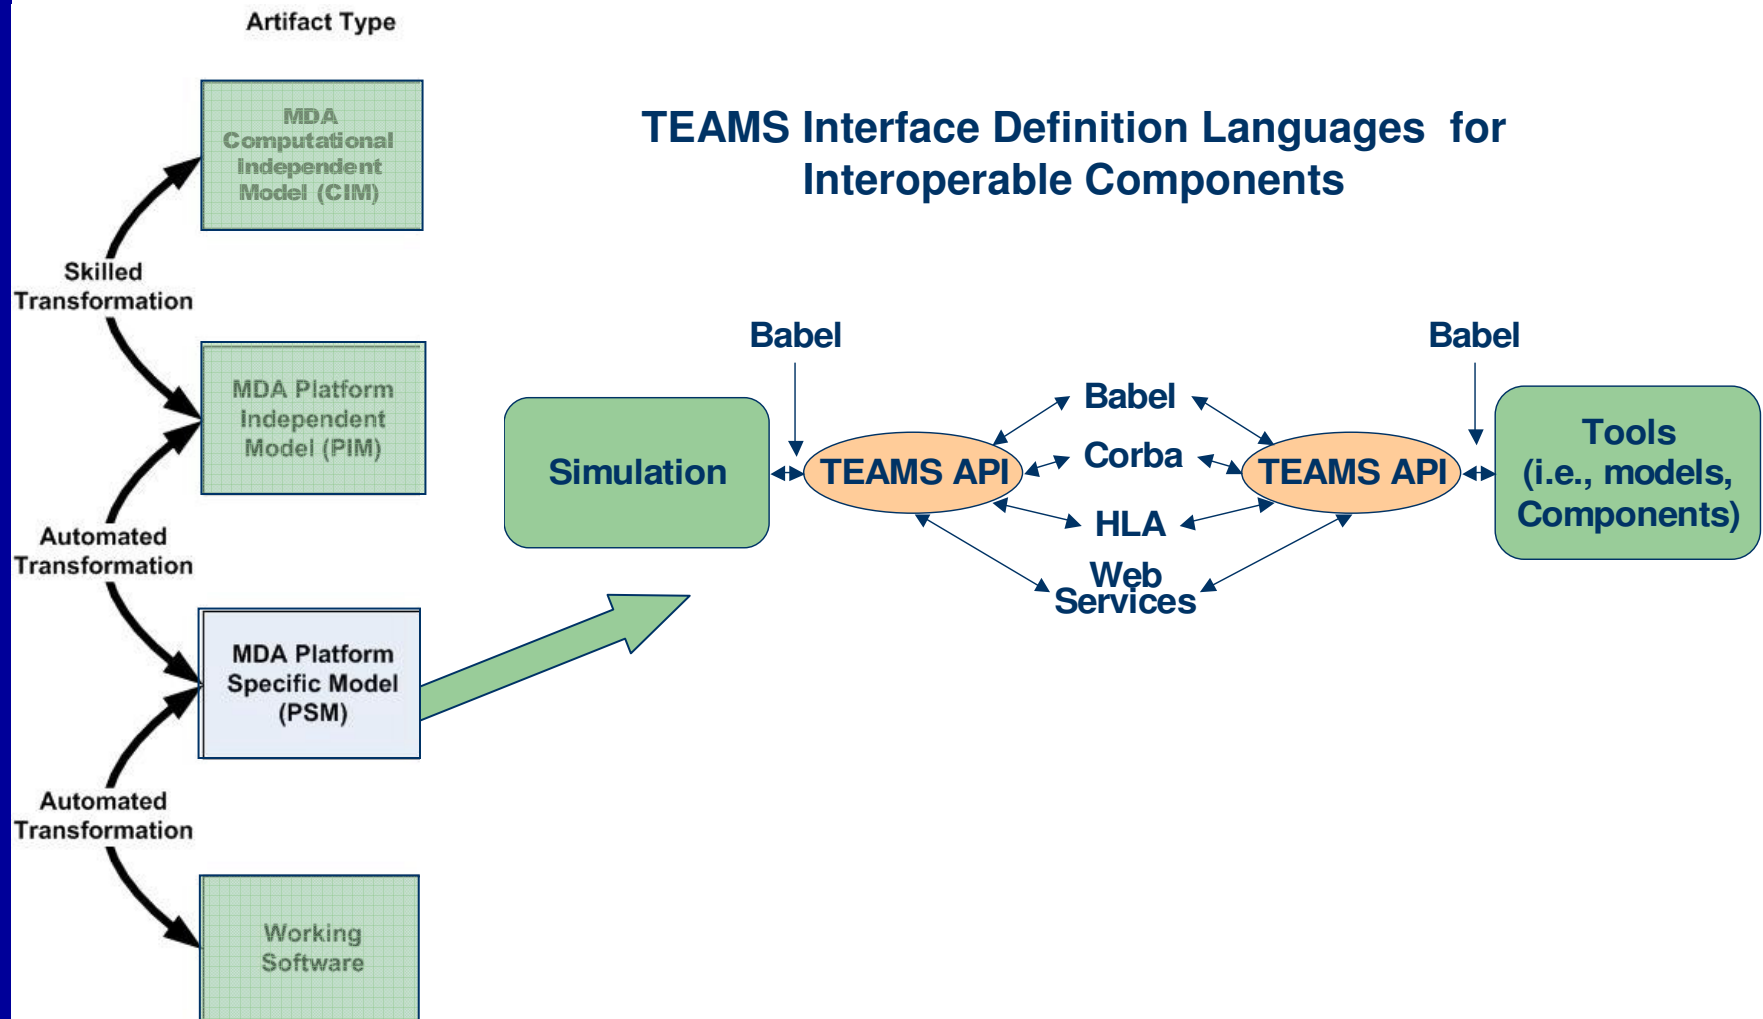 Artifact Type
MDA
Computational
Independent
Model (CIM)
Skilled
Transformation
MDA Platform
Independent
Model (PIM)
Automated
Transformation
MDA Platform
Specific Model
(PSM)
Automated
Transformation
Working
Software
TEAMS Interface Definition Languages for
Interoperable Components
Babel
Babel
Simulation
TEAMS API
Babel
Corba
HLA
Web
Services
TEAMS API
Tools
(i.e., models,
Components)